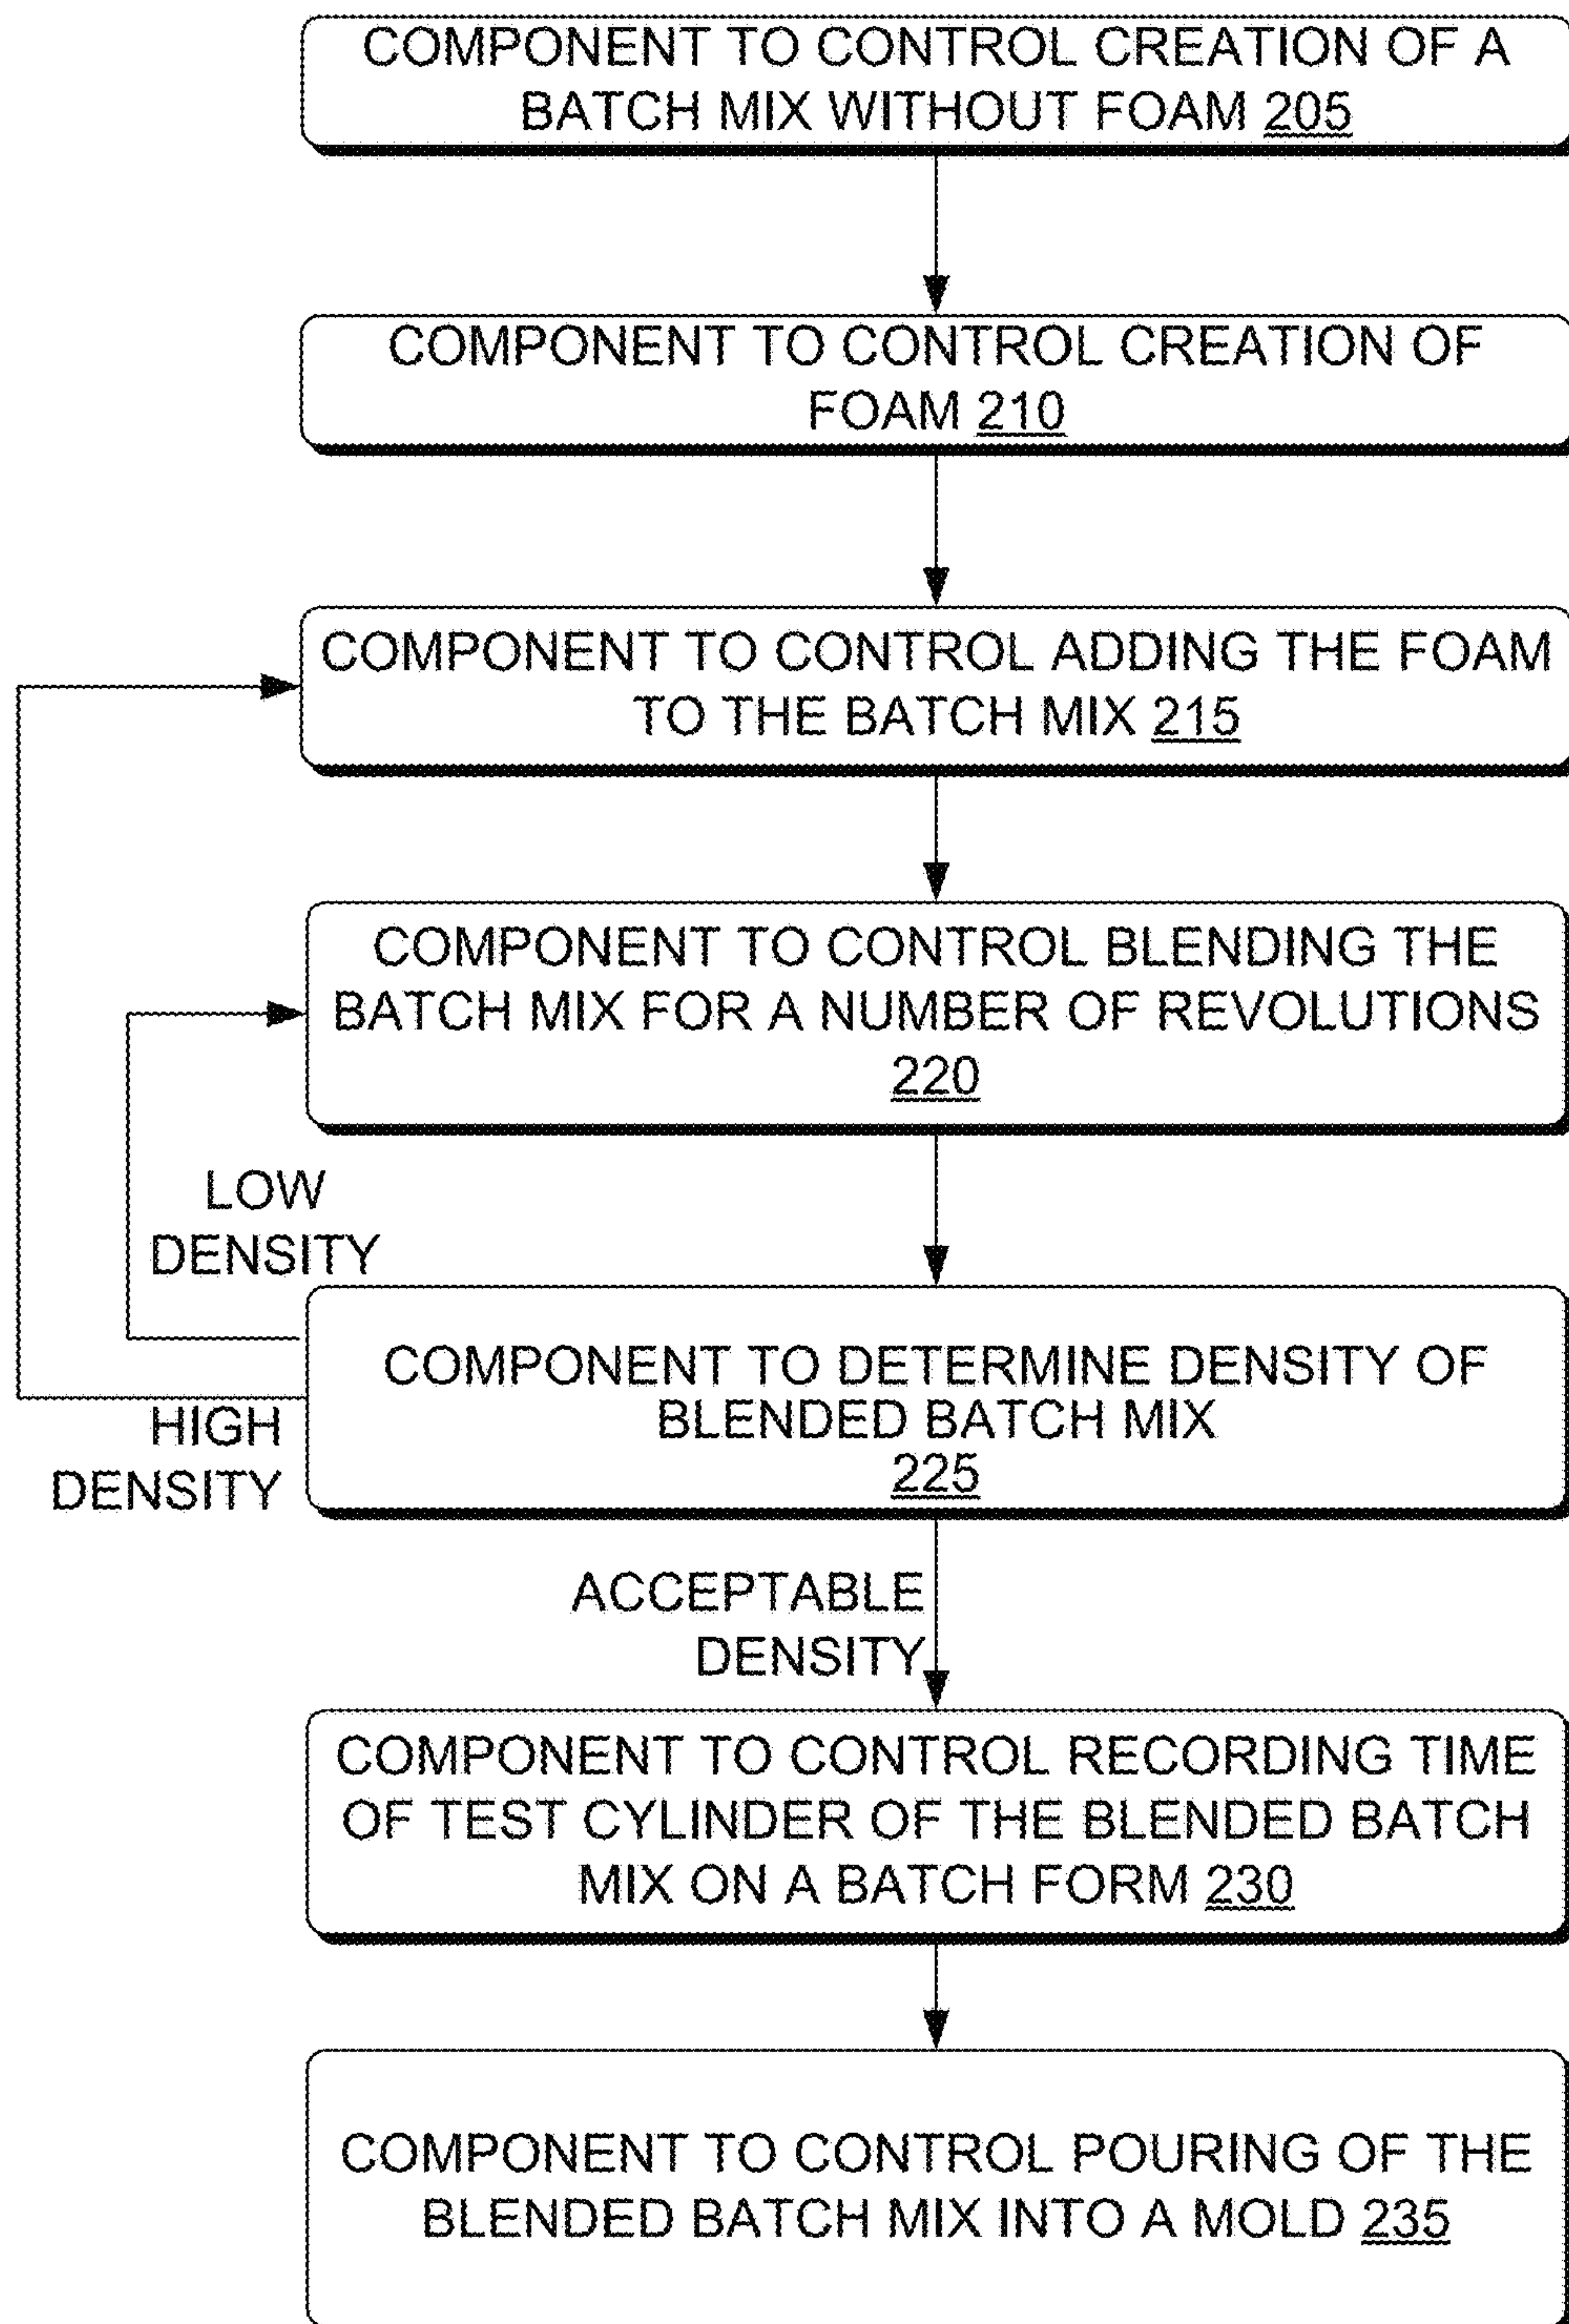 COMPONENT TO CONTROL CREATION OF A
BATCH MIX WITHOUT FOAM 205
COMPONENT TO CONTROL CREATION OF
FOAM 210
COMPONENT TO CONTROL ADDING THE FOAM
TO THE BATCH MIX 215
COMPONENT TO CONTROL BLENDING THE
BATCH MIX FOR A NUMBER OF REVOLUTIONS
220
LOW
DENSITY
COMPONENT TO DETERMINE DENSITY OF
BLENDED BATCH MIX
225
HIGH
DENSITY
ACCEPTABLE
DENSITY
COMPONENT TO CONTROL RECORDING TIME
OF TEST CYLINDER OF THE BLENDED BATCH
MIX ON A BATCH FORM 230
COMPONENT TO CONTROL POURING OF THE
BLENDED BATCH MIX INTO A MOLD 235